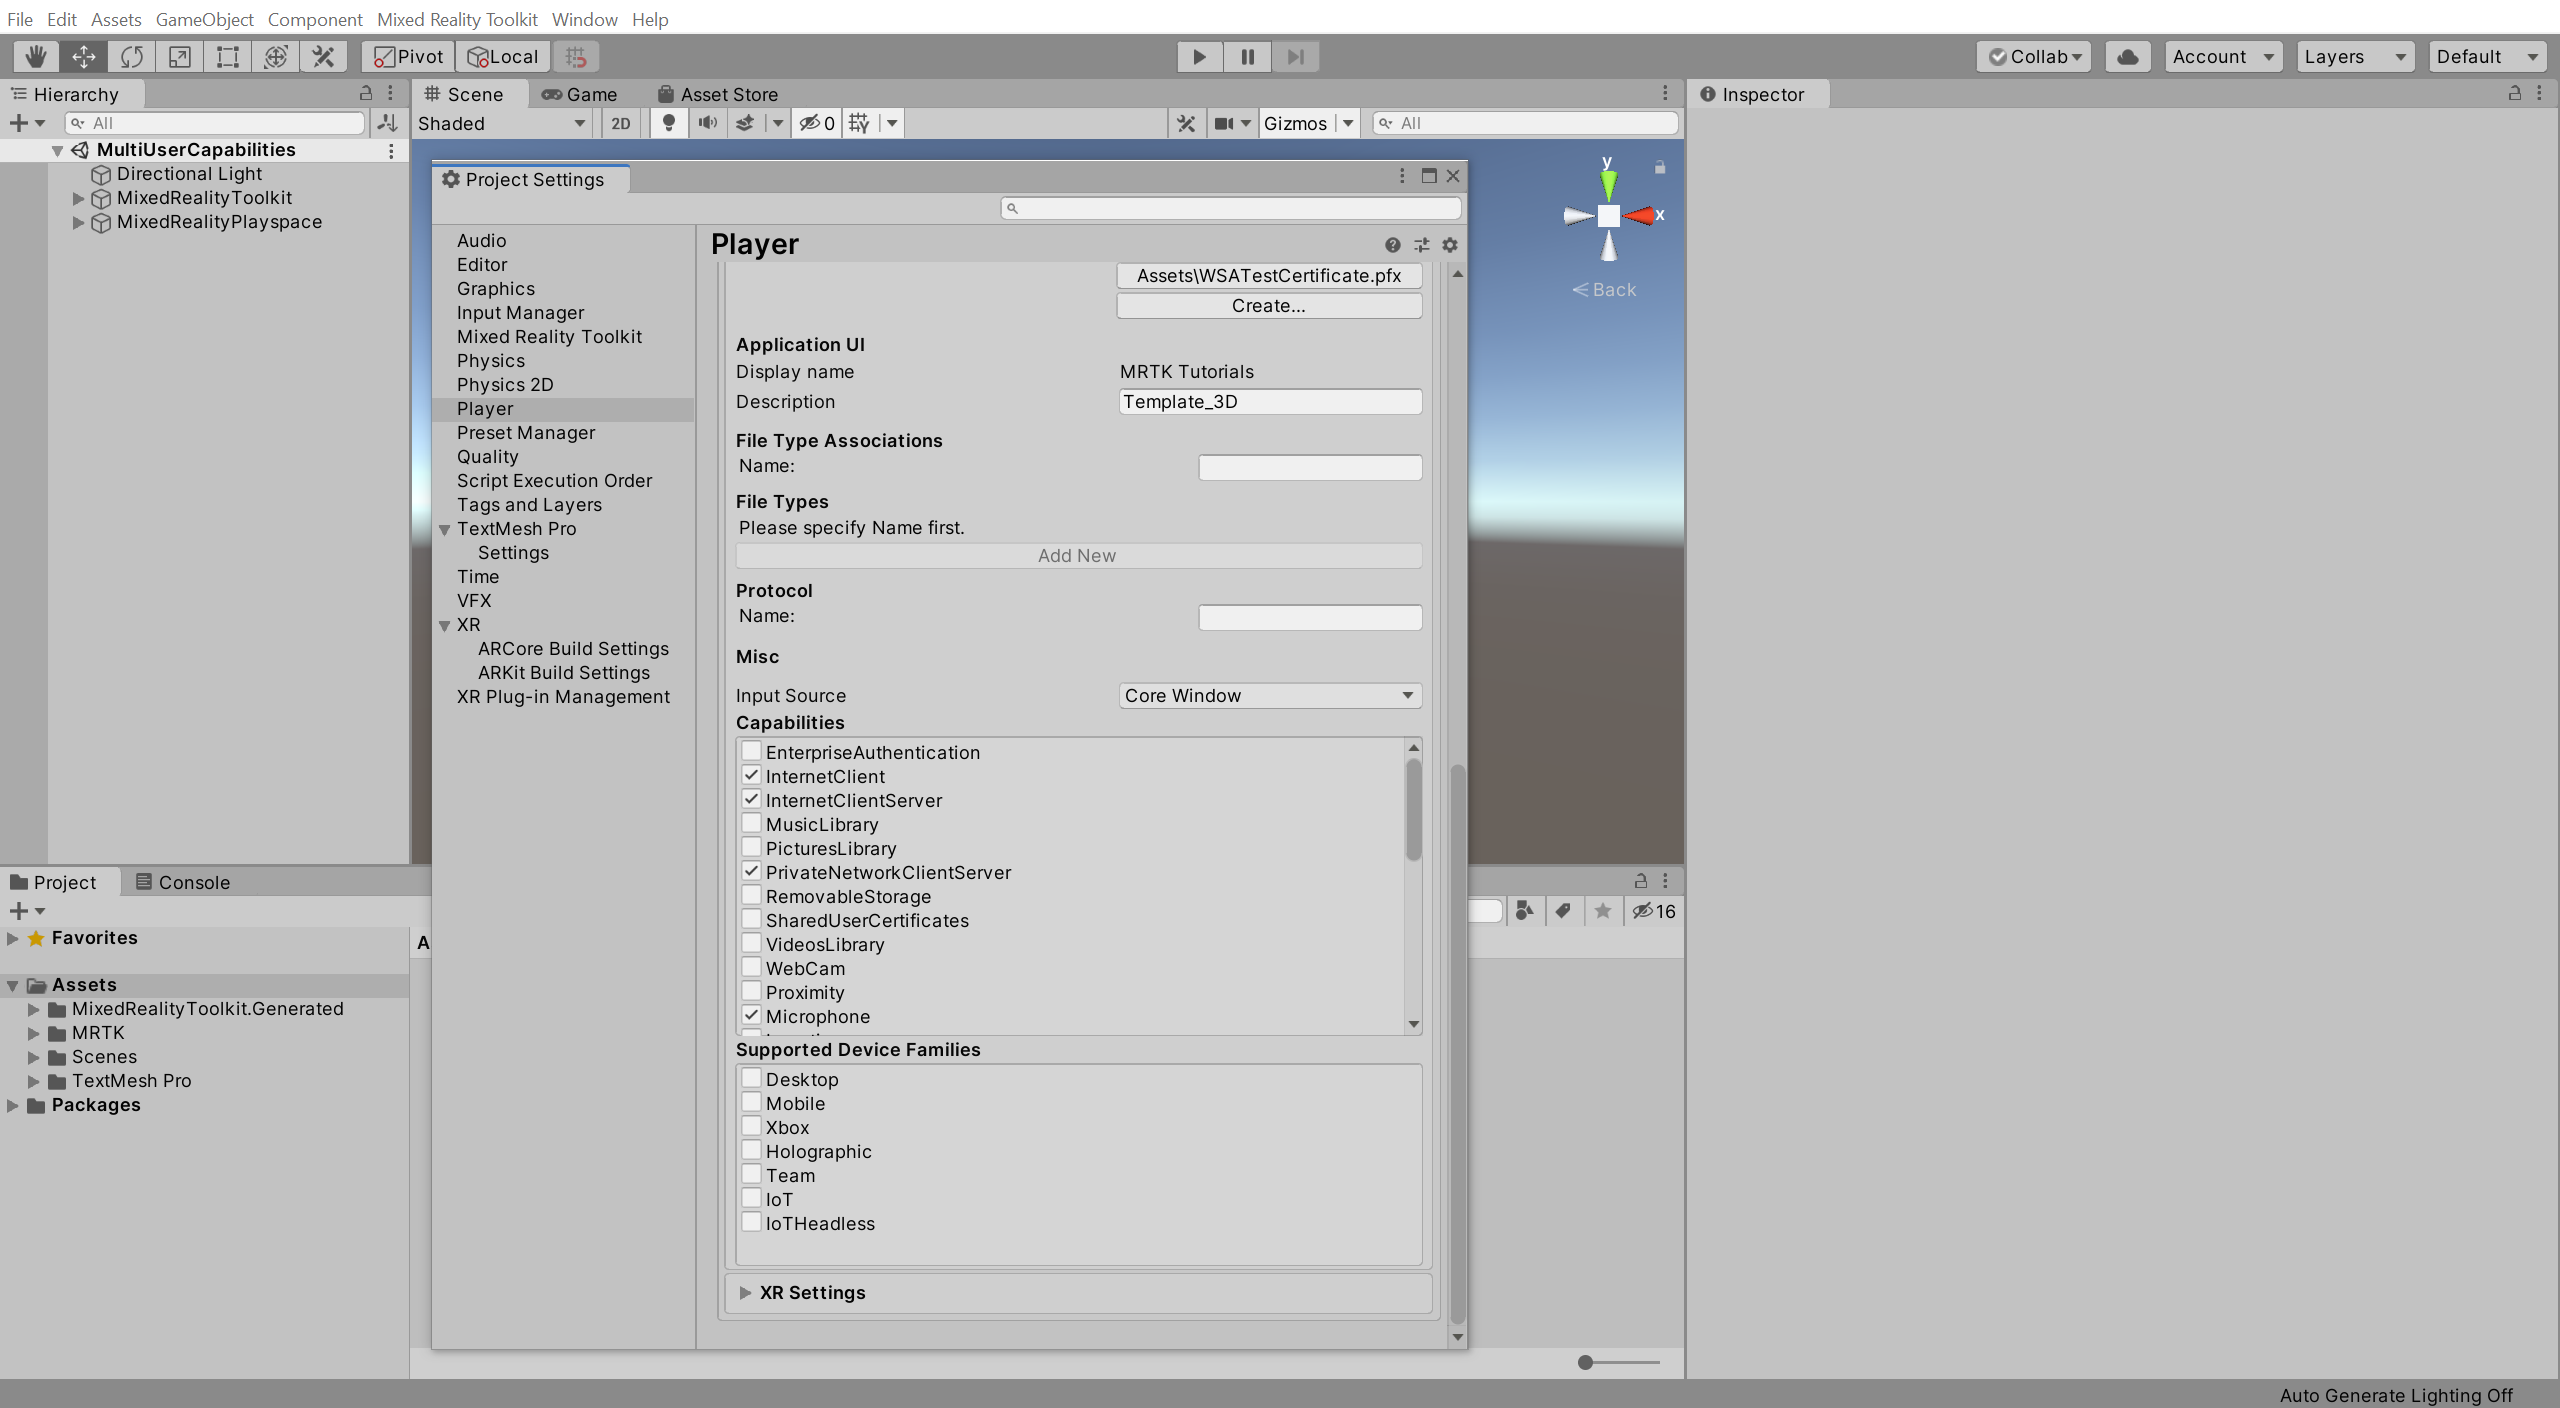 File Edit Assets GameObject Component Mixed Reality Toolkit Window Help
Pivot Local Collab Account Layers Default
Hierarchy
All
MultiUserCapabilities
Directional Light
MixedRealityToolkit
MixedRealityPlayspace
Scene Game Asset Store
Shaded 2D 0 Gizmos All
y
x
Back
Inspector
Project Settings
Audio
Editor
Graphics
Input Manager
Mixed Reality Toolkit
Physics
Physics 2D
Player
Preset Manager
Quality
Script Execution Order
Tags and Layers
TextMesh Pro
Settings
Time
VFX
XR
ARCore Build Settings
ARKit Build Settings
XR Plug-in Management
Player
Assets\WSATestCertificate.pfx
Create...
Application UI
Display name MRTK Tutorials
Description Template_3D
File Type Associations
Name:
File Types
Please specify Name first.
Add New
Protocol
Name:
Misc
Input Source Core Window
Capabilities
EnterpriseAuthentication
InternetClient
InternetClientServer
MusicLibrary
PicturesLibrary
PrivateNetworkClientServer
RemovableStorage
SharedUserCertificates
VideosLibrary
WebCam
Proximity
Microphone
Supported Device Families
Desktop
Mobile
Xbox
Holographic
Team
IoT
IoTHeadless
XR Settings
Project Console
16
Favorites
A
Assets
MixedRealityToolkit.Generated
MRTK
Scenes
TextMesh Pro
Packages
Auto Generate Lighting Off